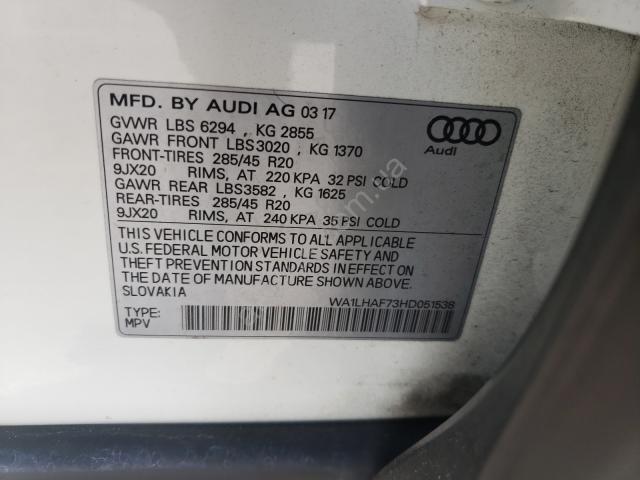 MFD. BY AUDI AG 03 17
GVWR LBS 6294 , KG 2855
GAWR FRONT LBS3020 , KG 1370
FRONT-TIRES 285/45 R20
9JX20 RIMS, AT 220 KPA 32 PSI COLD
GAWR REAR LBS3582 , KG 1625
REAR-TIRES 285/45 R20
9JX20 RIMS, AT 240 KPA 35 PSI COLD
THIS VEHICLE CONFORMS TO ALL APPLICABLE
U.S. FEDERAL MOTOR VEHICLE SAFETY AND
THEFT PREVENTION STANDARDS IN EFFECT ON
THE DATE OF MANUFACTURE SHOWN ABOVE.
SLOVAKIA
WA1LHAF73HD051538
TYPE:
MPV
Audi